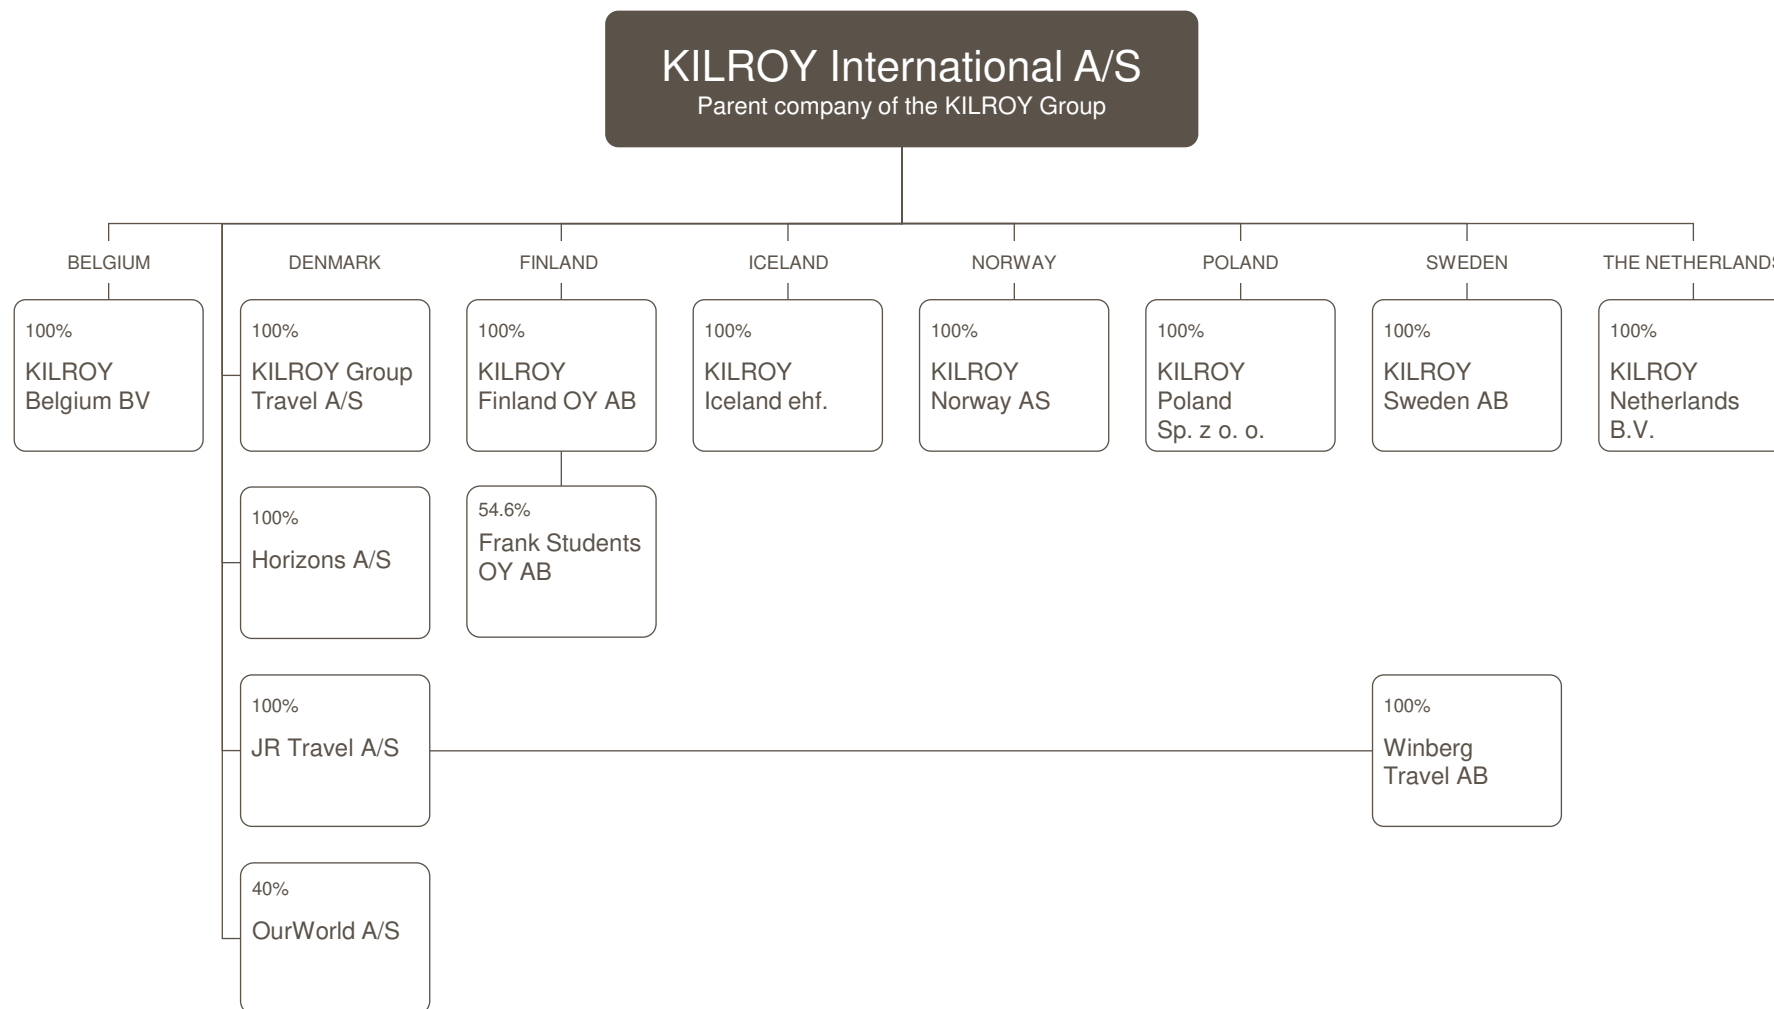 KILROY International A/S
Parent company of the KILROY Group
BELGIUM
DENMARK
FINLAND
ICELAND
NORWAY
POLAND
SWEDEN
THE NETHERLANDS
100%
KILROY
Belgium BV
100%
KILROY Group
Travel A/S
100%
KILROY
Finland OY AB
100%
KILROY
Iceland ehf.
100%
KILROY
Norway AS
100%
KILROY
Poland
Sp. z o. o.
100%
KILROY
Sweden AB
100%
KILROY
Netherlands
B.V.
100%
Horizons A/S
54.6%
Frank Students
OY AB
100%
JR Travel A/S
100%
Winberg
Travel AB
40%
OurWorld A/S